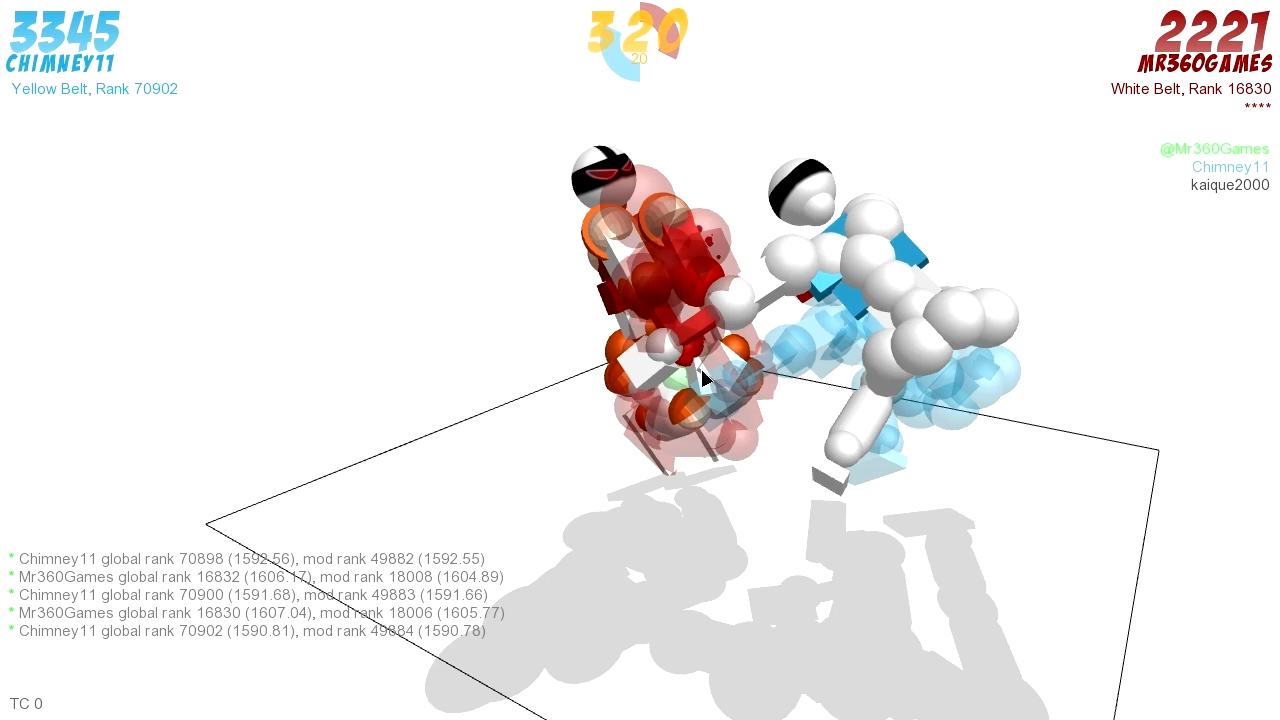 3345
CHIMNEY11
Yellow Belt, Rank 70902
320
20
2221
MR360GAMES
White Belt, Rank 16830
****
@Mr360Games
Chimney11
kaique2000
* Chimney11 global rank 70898 (1592.56), mod rank 49882 (1592.55)
* Mr360Games global rank 16832 (1606.17), mod rank 18008 (1604.89)
* Chimney11 global rank 70900 (1591.68), mod rank 49883 (1591.66)
* Mr360Games global rank 16830 (1607.04), mod rank 18006 (1605.77)
* Chimney11 global rank 70902 (1590.81), mod rank 49884 (1590.78)
TC 0